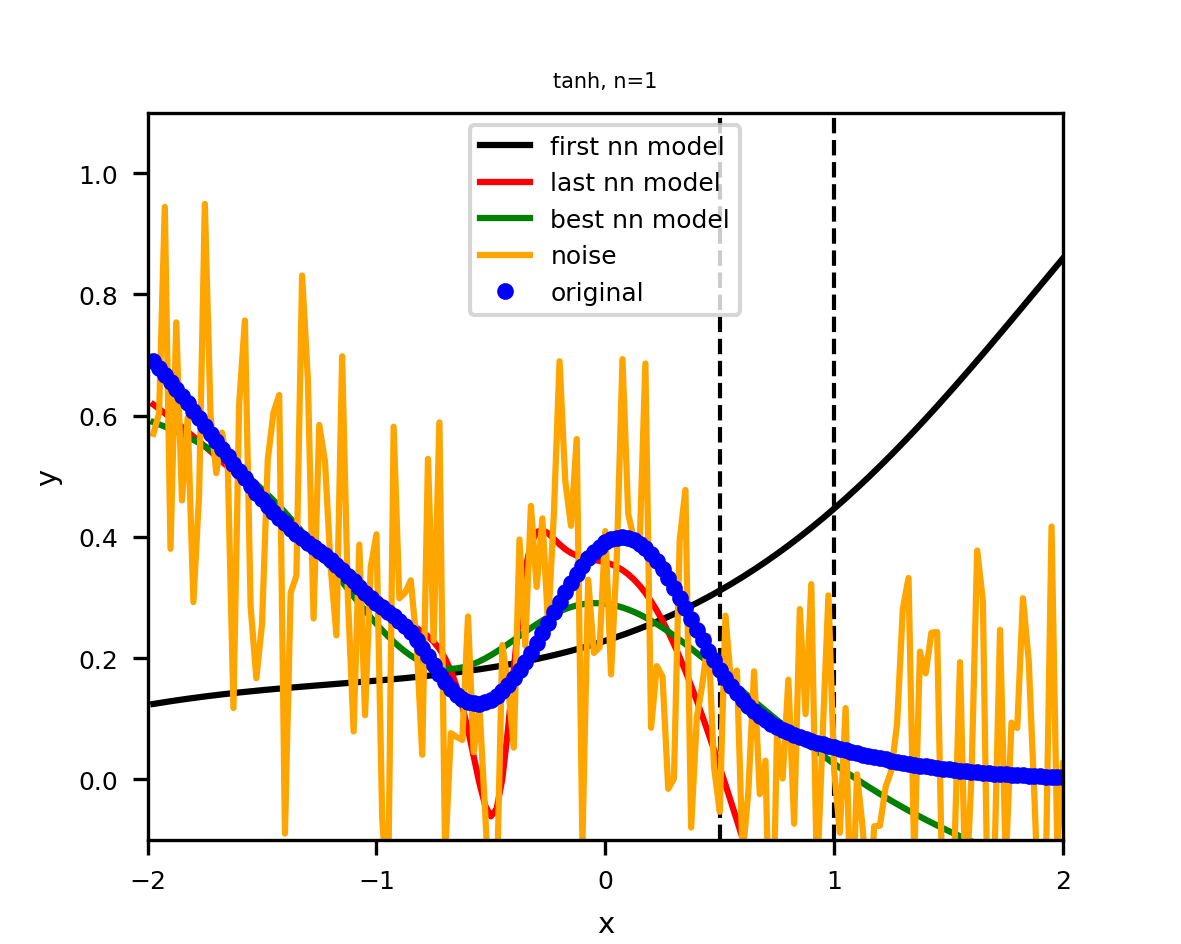 tanh, n=1
first nn model
last nn model
best nn model
noise
original
1.0
0.8
0.6
0.4
0.2
0.0
y
−2
−1
0
1
2
x